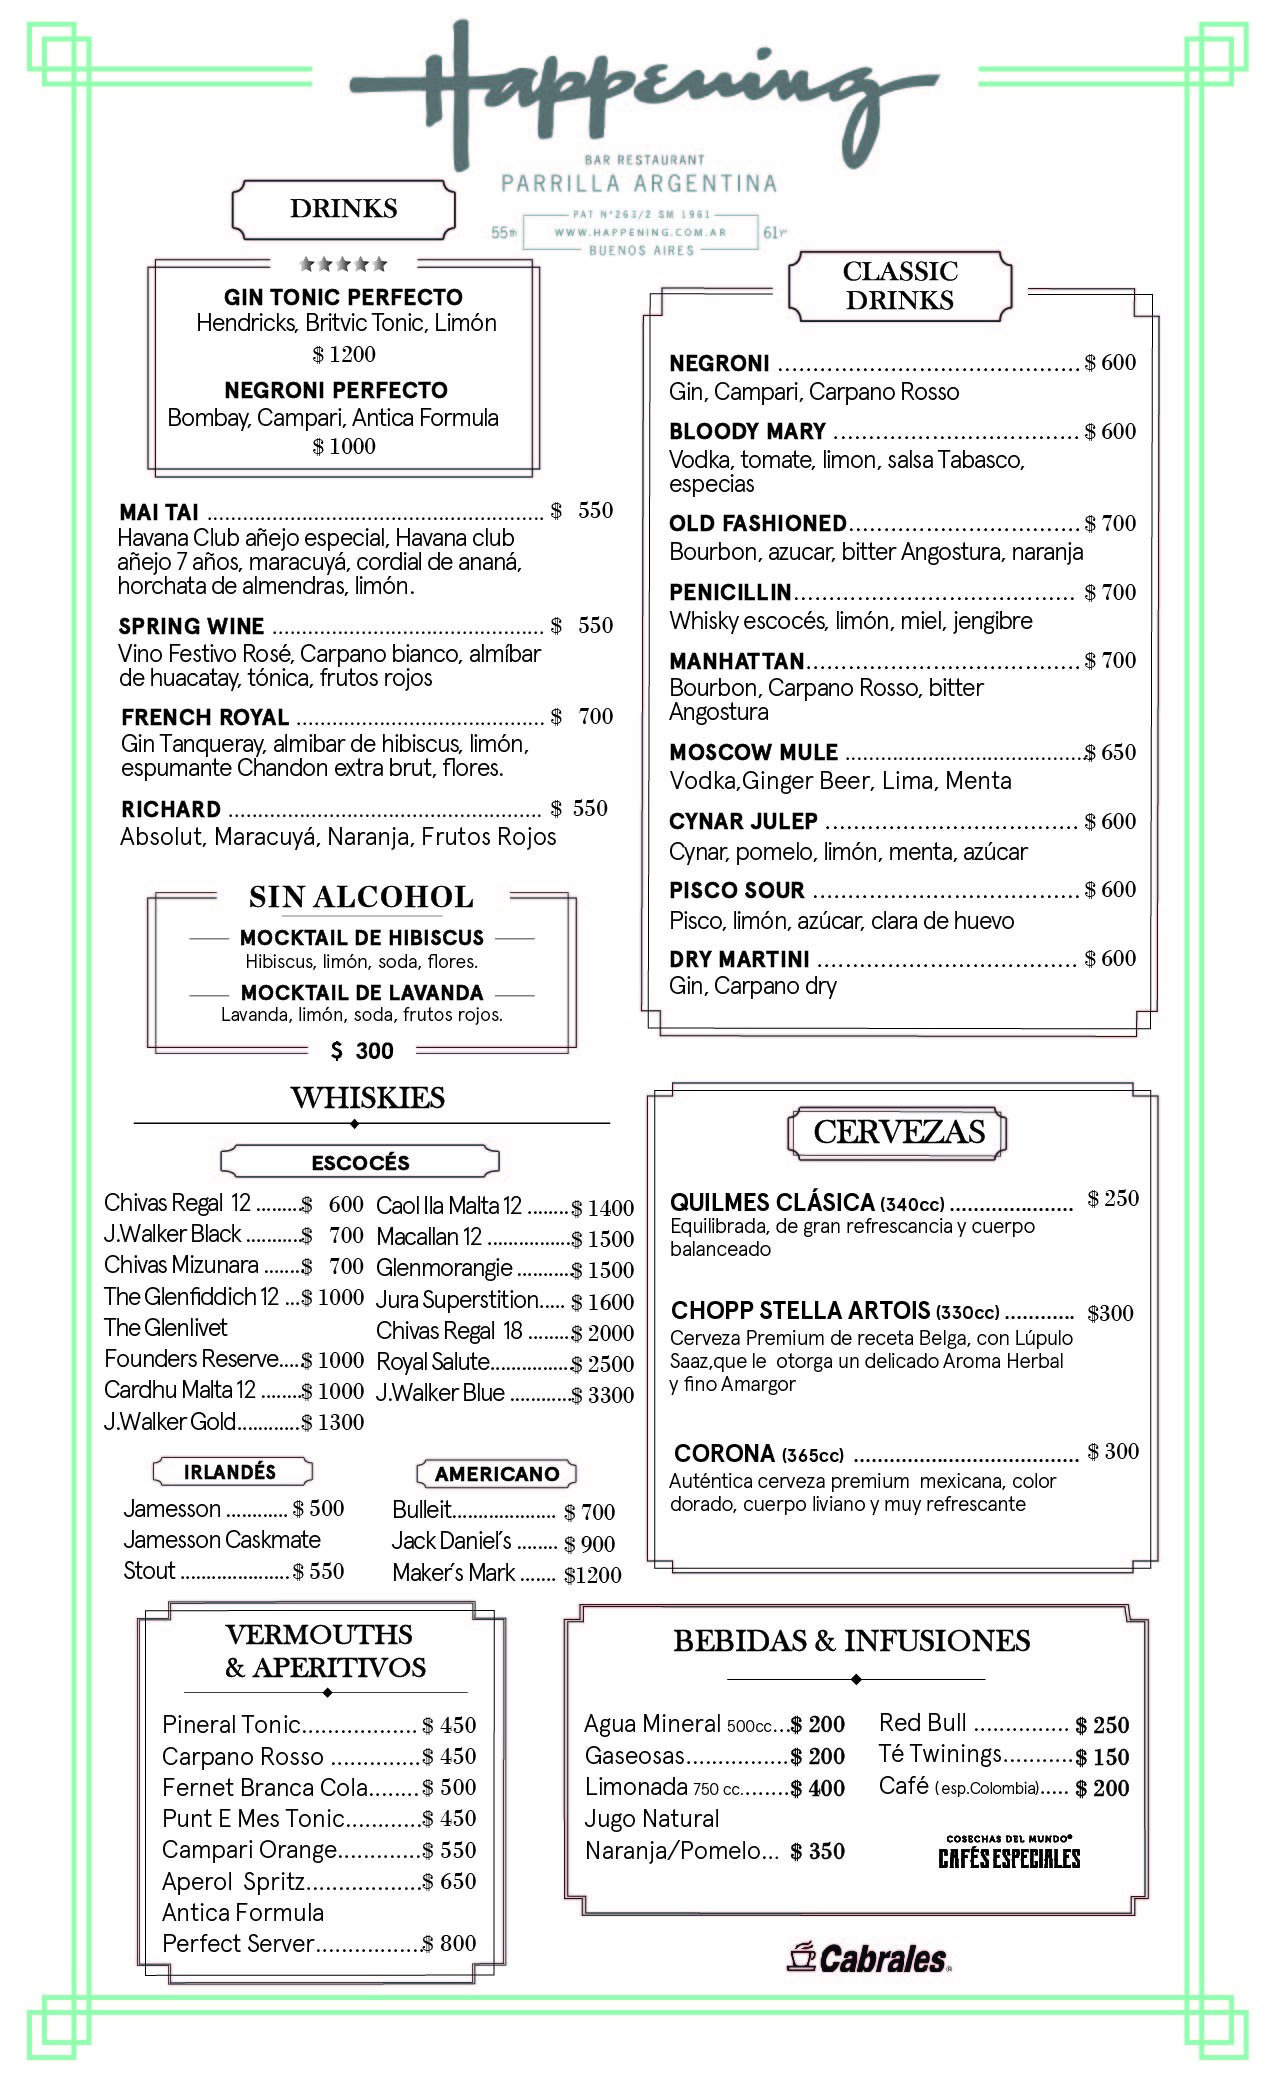 Happening
BAR RESTAURANT
PARRILLA ARGENTINA
PAT N°263/2 SM 1961
55th WWW.HAPPENING.COM.AR 61yr
BUENOS AIRES
DRINKS
GIN TONIC PERFECTO
Hendricks, Britvic Tonic, Limón
$ 1200
NEGRONI PERFECTO
Bombay, Campari, Antica Formula
$ 1000
MAI TAI ........ $ 550
Havana Club añejo especial, Havana club
añejo 7 años, maracuyá, cordial de ananá,
horchata de almendras, limón.
SPRING WINE ........ $ 550
Vino Festivo Rosé, Carpano bianco, almíbar
de huacatay, tónica, frutos rojos
FRENCH ROYAL ........ $ 700
Gin Tanqueray, almibar de hibiscus, limón,
espumante Chandon extra brut, flores.
RICHARD ........ $ 550
Absolut, Maracuyá, Naranja, Frutos Rojos
SIN ALCOHOL
MOCKTAIL DE HIBISCUS
Hibiscus, limón, soda, flores.
MOCKTAIL DE LAVANDA
Lavanda, limón, soda, frutos rojos.
$ 300
CLASSIC
DRINKS
NEGRONI ........ $ 600
Gin, Campari, Carpano Rosso
BLOODY MARY ........ $ 600
Vodka, tomate, limon, salsa Tabasco,
especias
OLD FASHIONED ........ $ 700
Bourbon, azucar, bitter Angostura, naranja
PENICILLIN ........ $ 700
Whisky escocés, limón, miel, jengibre
MANHATTAN ........ $ 700
Bourbon, Carpano Rosso, bitter
Angostura
MOSCOW MULE ........ $ 650
Vodka,Ginger Beer, Lima, Menta
CYNAR JULEP ........ $ 600
Cynar, pomelo, limón, menta, azúcar
PISCO SOUR ........ $ 600
Pisco, limón, azúcar, clara de huevo
DRY MARTINI ........ $ 600
Gin, Carpano dry
WHISKIES
ESCOCÉS
Chivas Regal 12 ........ $ 600
J.Walker Black ........ $ 700
Chivas Mizunara ....... $ 700
The Glenfiddich 12 ... $ 1000
The Glenlivet
Founders Reserve.... $ 1000
Cardhu Malta 12 ....... $ 1000
J.Walker Gold............ $ 1300
Caol Ila Malta 12 ........ $ 1400
Macallan 12 ................ $ 1500
Glenmorangie .......... $ 1500
Jura Superstition..... $ 1600
Chivas Regal 18 ........ $ 2000
Royal Salute............... $ 2500
J.Walker Blue ............ $ 3300
IRLANDÉS
Jamesson ............ $ 500
Jamesson Caskmate
Stout ..................... $ 550
AMERICANO
Bulleit.................... $ 700
Jack Daniel´s ........ $ 900
Maker´s Mark ....... $1200
CERVEZAS
QUILMES CLÁSICA (340cc) ..................... $ 250
Equilibrada, de gran refrescancia y cuerpo
balanceado
CHOPP STELLA ARTOIS (330cc) ............ $300
Cerveza Premium de receta Belga, con Lúpulo
Saaz,que le otorga un delicado Aroma Herbal
y fino Amargor
CORONA (365cc) ........ $ 300
Auténtica cerveza premium mexicana, color
dorado, cuerpo liviano y muy refrescante
VERMOUTHS
& APERITIVOS
Pineral Tonic.................. $ 450
Carpano Rosso .............. $ 450
Fernet Branca Cola........ $ 500
Punt E Mes Tonic............ $ 450
Campari Orange............. $ 550
Aperol Spritz.................. $ 650
Antica Formula
Perfect Server................. $ 800
BEBIDAS & INFUSIONES
Agua Mineral 500cc... $ 200
Gaseosas................ $ 200
Limonada 750 cc........ $ 400
Jugo Natural
Naranja/Pomelo... $ 350
Red Bull ............... $ 250
Té Twinings........... $ 150
Café (esp.Colombia)..... $ 200
COSECHAS DEL MUNDO®
CAFÉS ESPECIALES
Cabrales®